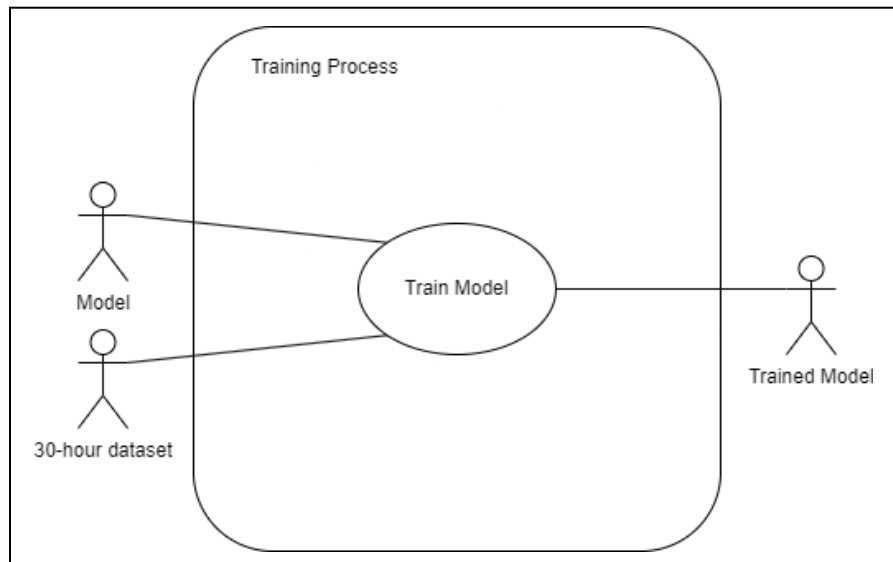 Training Process
Model
Train Model
30-hour dataset
Trained Model